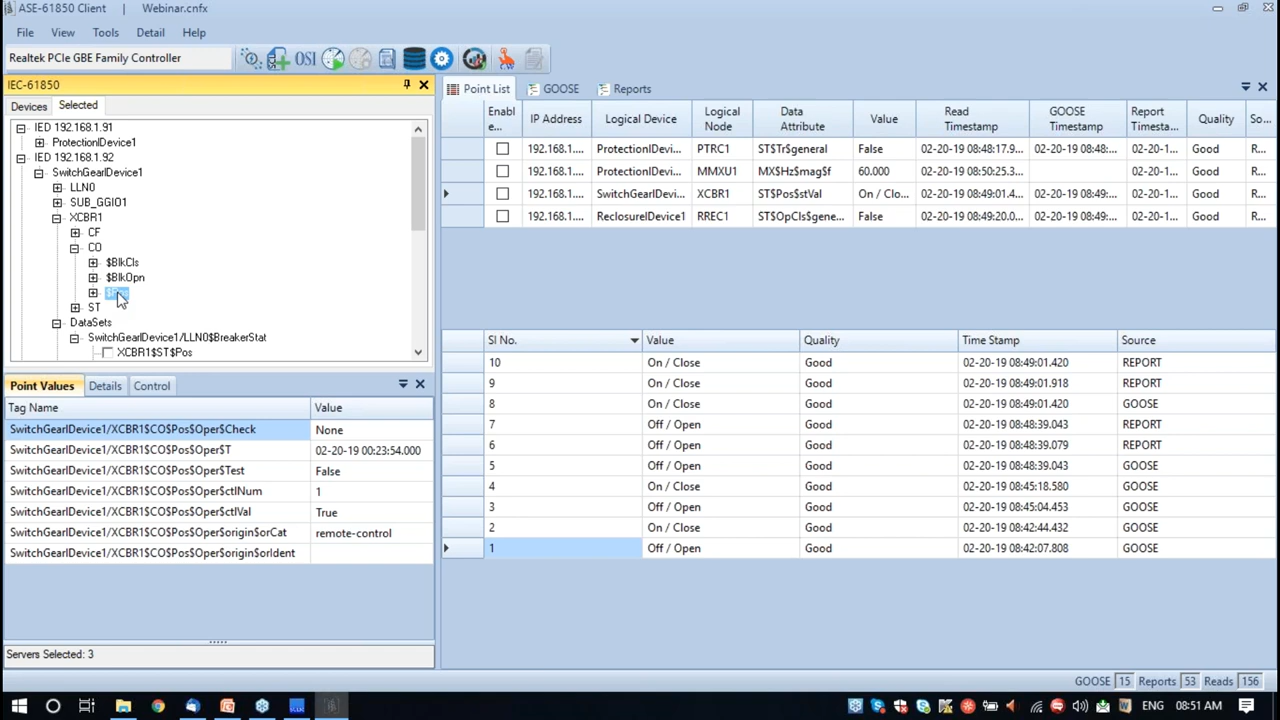 ASE-61850 Client | Webinar.cnfx
File View Tools Detail Help
Realtek PCIe GBE Family Controller OSI
IEC-61850
Devices Selected
IED 192.168.1.91
ProtectionlDevice1
IED 192.168.1.92
SwitchGearlDevice1
LLN0
SUB_GGIO1
XCBR1
CF
CO
$BlkCls
$BlkOpn
$Pos
ST
DataSets
SwitchGearlDevice1/LLN0$BreakerStat
XCBR1$ST$Pos
Point Values Details Control
Tag Name Value
SwitchGearlDevice1/XCBR1$CO$Pos$Oper$Check None
SwitchGearlDevice1/XCBR1$CO$Pos$Oper$T 02-20-19 00:23:54.000
SwitchGearlDevice1/XCBR1$CO$Pos$Oper$Test False
SwitchGearlDevice1/XCBR1$CO$Pos$Oper$ctlNum 1
SwitchGearlDevice1/XCBR1$CO$Pos$Oper$ctlVal True
SwitchGearlDevice1/XCBR1$CO$Pos$Oper$origin$orCat remote-control
SwitchGearlDevice1/XCBR1$CO$Pos$Oper$origin$orIdent
Servers Selected: 3
Point List GOOSE Reports
Enabl e... IP Address Logical Device Logical Node Data Attribute Value Read Timestamp GOOSE Timestamp Report Timesta... Quality So...
192.168.1.... ProtectionlDevi... PTRC1 ST$Tr$general False 02-20-19 08:48:17.9... 02-20-19 08:48:... 02-20-1... Good R...
192.168.1.... ProtectionlDevi... MMXU1 MX$Hz$mag$f 60.000 02-20-19 08:50:25.3... 02-20-1... Good R...
192.168.1.... SwitchGearlDevi... XCBR1 ST$Pos$stVal On / Clo... 02-20-19 08:49:01.4... 02-20-19 08:49:... 02-20-1... Good R...
192.168.1.... ReclosureIDevice1 RREC1 ST$OpCls$gene... False 02-20-19 08:49:20.0... 02-20-19 08:49:... 02-20-1... Good R...
Sl No. Value Quality Time Stamp Source
10 On / Close Good 02-20-19 08:49:01.420 REPORT
9 On / Close Good 02-20-19 08:49:01.918 REPORT
8 On / Close Good 02-20-19 08:49:01.420 GOOSE
7 Off / Open Good 02-20-19 08:48:39.043 REPORT
6 Off / Open Good 02-20-19 08:48:39.079 REPORT
5 Off / Open Good 02-20-19 08:48:39.043 GOOSE
4 On / Close Good 02-20-19 08:45:18.580 GOOSE
3 Off / Open Good 02-20-19 08:45:04.453 GOOSE
2 On / Close Good 02-20-19 08:42:44.432 GOOSE
1 Off / Open Good 02-20-19 08:42:07.808 GOOSE
GOOSE 15 Reports 53 Reads 156
ENG 08:51 AM